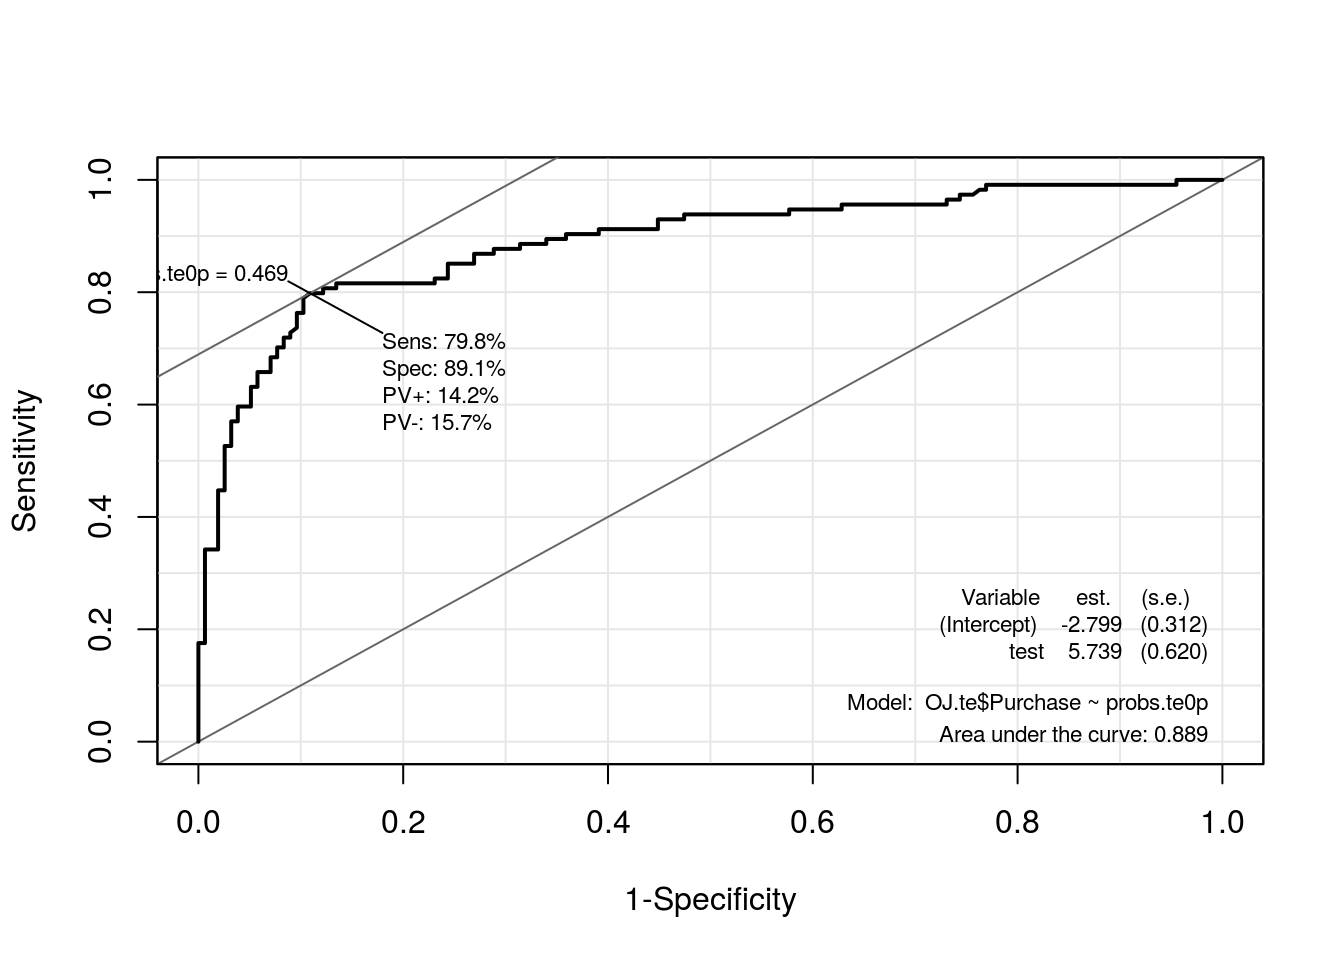 1.0
0.8
0.6
0.4
0.2
0.0
Sensitivity
s.te0p = 0.469
Sens: 79.8%
Spec: 89.1%
PV+: 14.2%
PV-: 15.7%
Variable est. (s.e.)
(Intercept) -2.799 (0.312)
test 5.739 (0.620)
Model: OJ.te$Purchase ~ probs.te0p
Area under the curve: 0.889
0.0 0.2 0.4 0.6 0.8 1.0
1-Specificity